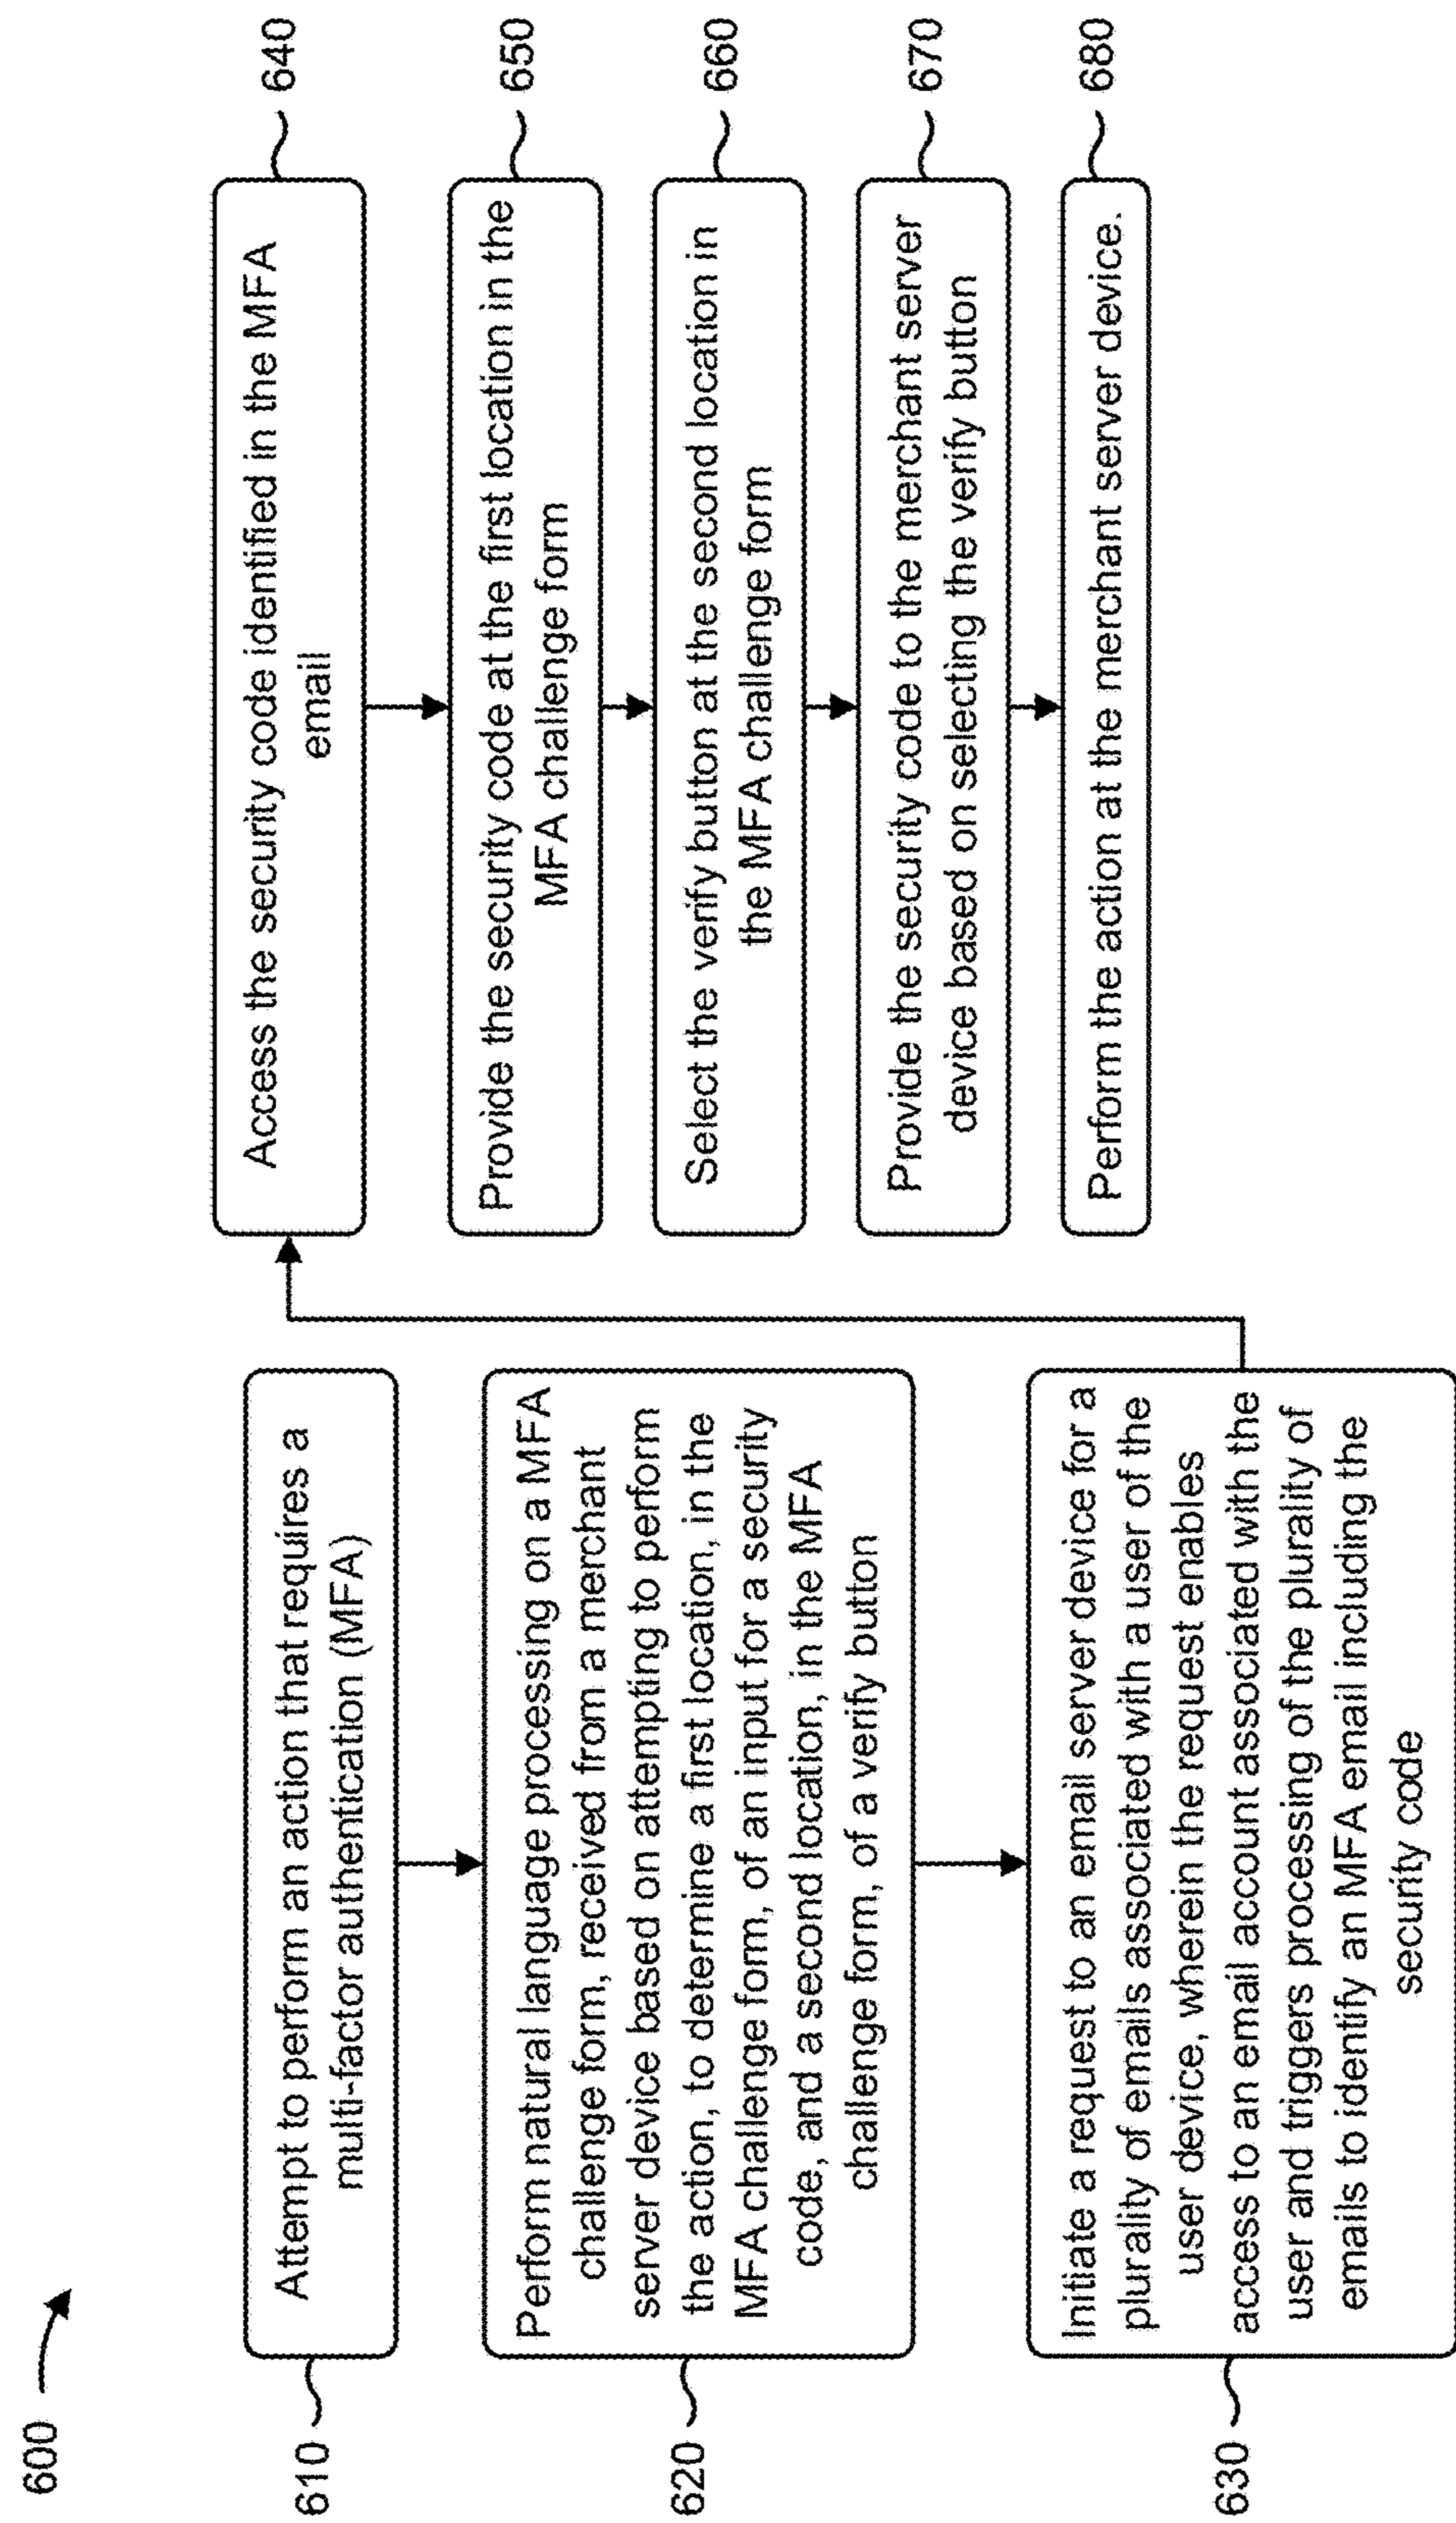 600
610
Attempt to perform an action that requires a
multi-factor authentication (MFA)
620
Perform natural language processing on a MFA
challenge form, received from a merchant
server device based on attempting to perform
the action, to determine a first location, in the
MFA challenge form, of an input for a security
code, and a second location, in the MFA
challenge form, of a verify button
630
Initiate a request to an email server device for a
plurality of emails associated with a user of the
user device, wherein the request enables
access to an email account associated with the
user and triggers processing of the plurality of
emails to identify an MFA email including the
security code
Access the security code identified in the MFA
email
640
Provide the security code at the first location in the
MFA challenge form
650
Select the verify button at the second location in
the MFA challenge form
660
Provide the security code to the merchant server
device based on selecting the verify button
670
Perform the action at the merchant server device.
680